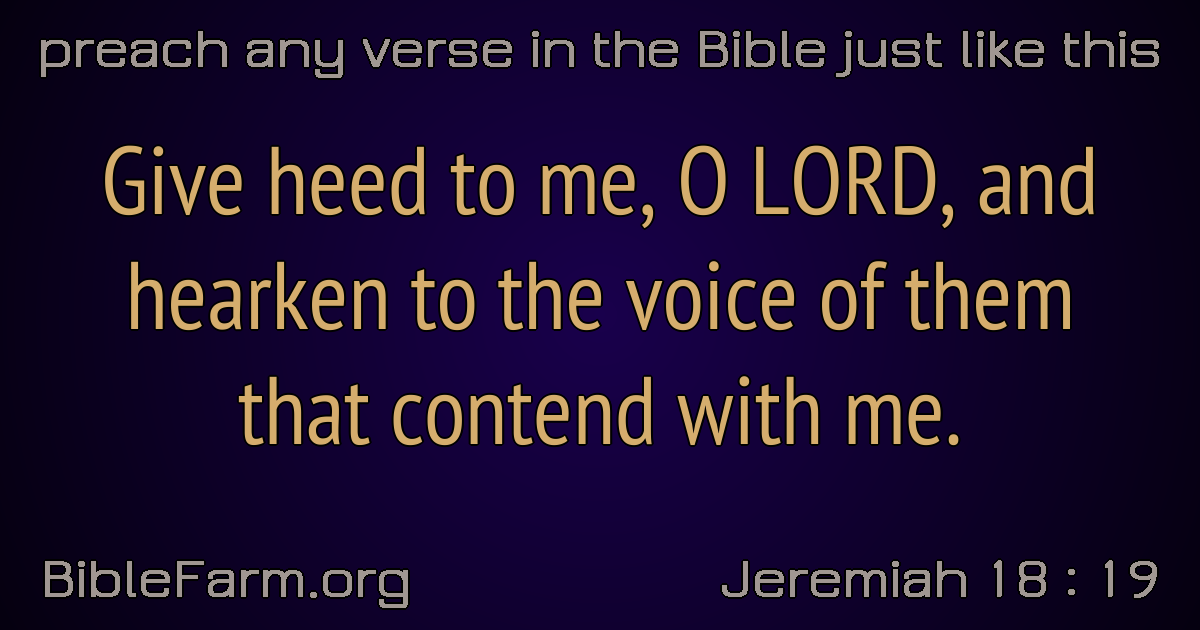 preach any verse in the Bible just like this
Give heed to me, O LORD, and
hearken to the voice of them
that contend with me.
BibleFarm.org
Jeremiah 18 : 19